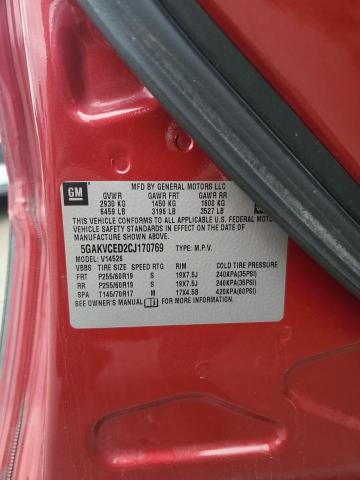 GM
MFD BY GENERAL MOTORS LLC
GVWR GAWR FRT GAWR RR
2930 KG 1450 KG 1600 KG
6459 LB 3196 LB 3527 LB
THIS VEHICLE CONFORMS TO ALL APPLICABLE U.S. FEDERAL MOTOR
VEHICLE SAFETY STANDARDS IN EFFECT ON THE DATE OF
MANUFACTURE SHOWN ABOVE.
5GAKVCED2CJ170769 TYPE: M.P.V.
MODEL: V14526
VBBS TIRE SIZE SPEED RTG RIM COLD TIRE PRESSURE
FRT P255/60R19 S 19X7.5J 240KPA(35PSI)
RR P255/60R19 S 19X7.5J 240KPA(35PSI)
SPA T145/70R17 M 17X4.5B 420KPA(60PSI)
SEE OWNER'S MANUAL FOR MORE INFORMATION.